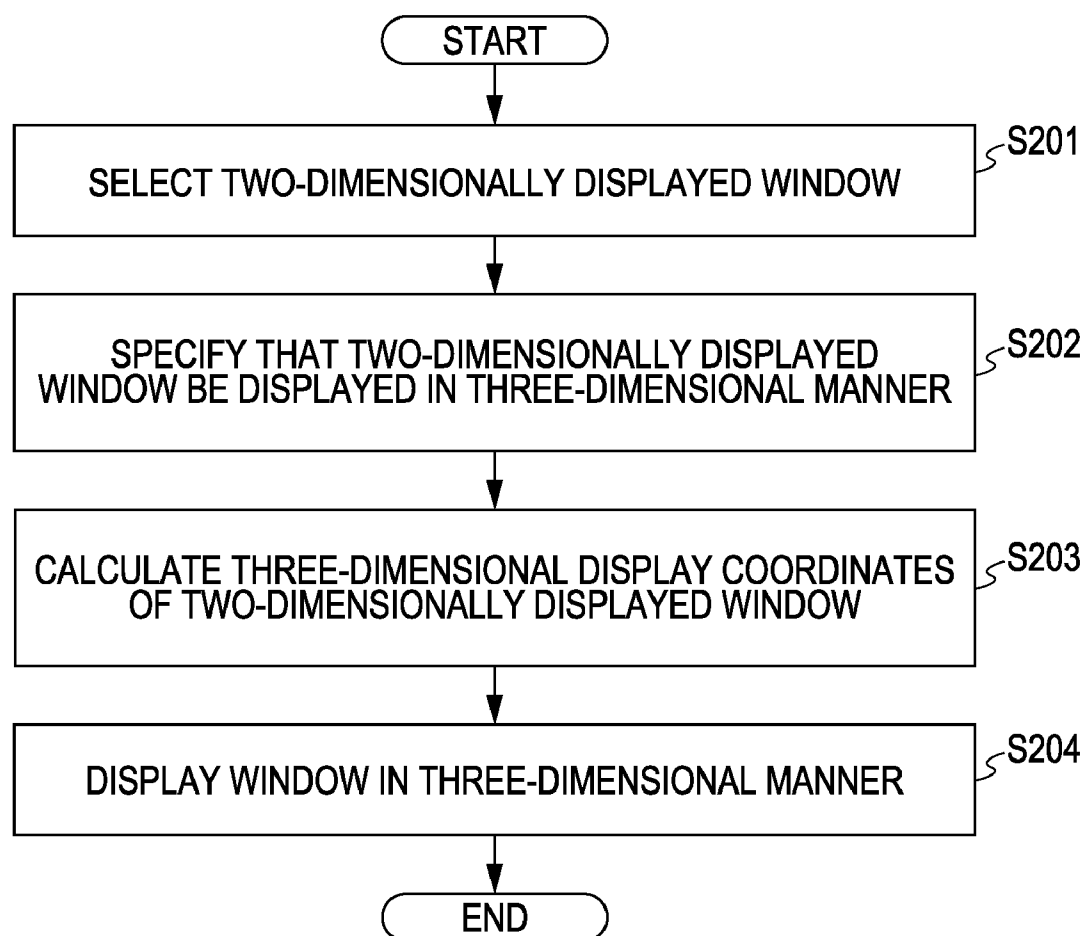 START
SELECT TWO-DIMENSIONALLY DISPLAYED WINDOW
S201
SPECIFY THAT TWO-DIMENSIONALLY DISPLAYED
WINDOW BE DISPLAYED IN THREE-DIMENSIONAL MANNER
S202
CALCULATE THREE-DIMENSIONAL DISPLAY COORDINATES
OF TWO-DIMENSIONALLY DISPLAYED WINDOW
S203
DISPLAY WINDOW IN THREE-DIMENSIONAL MANNER
S204
END